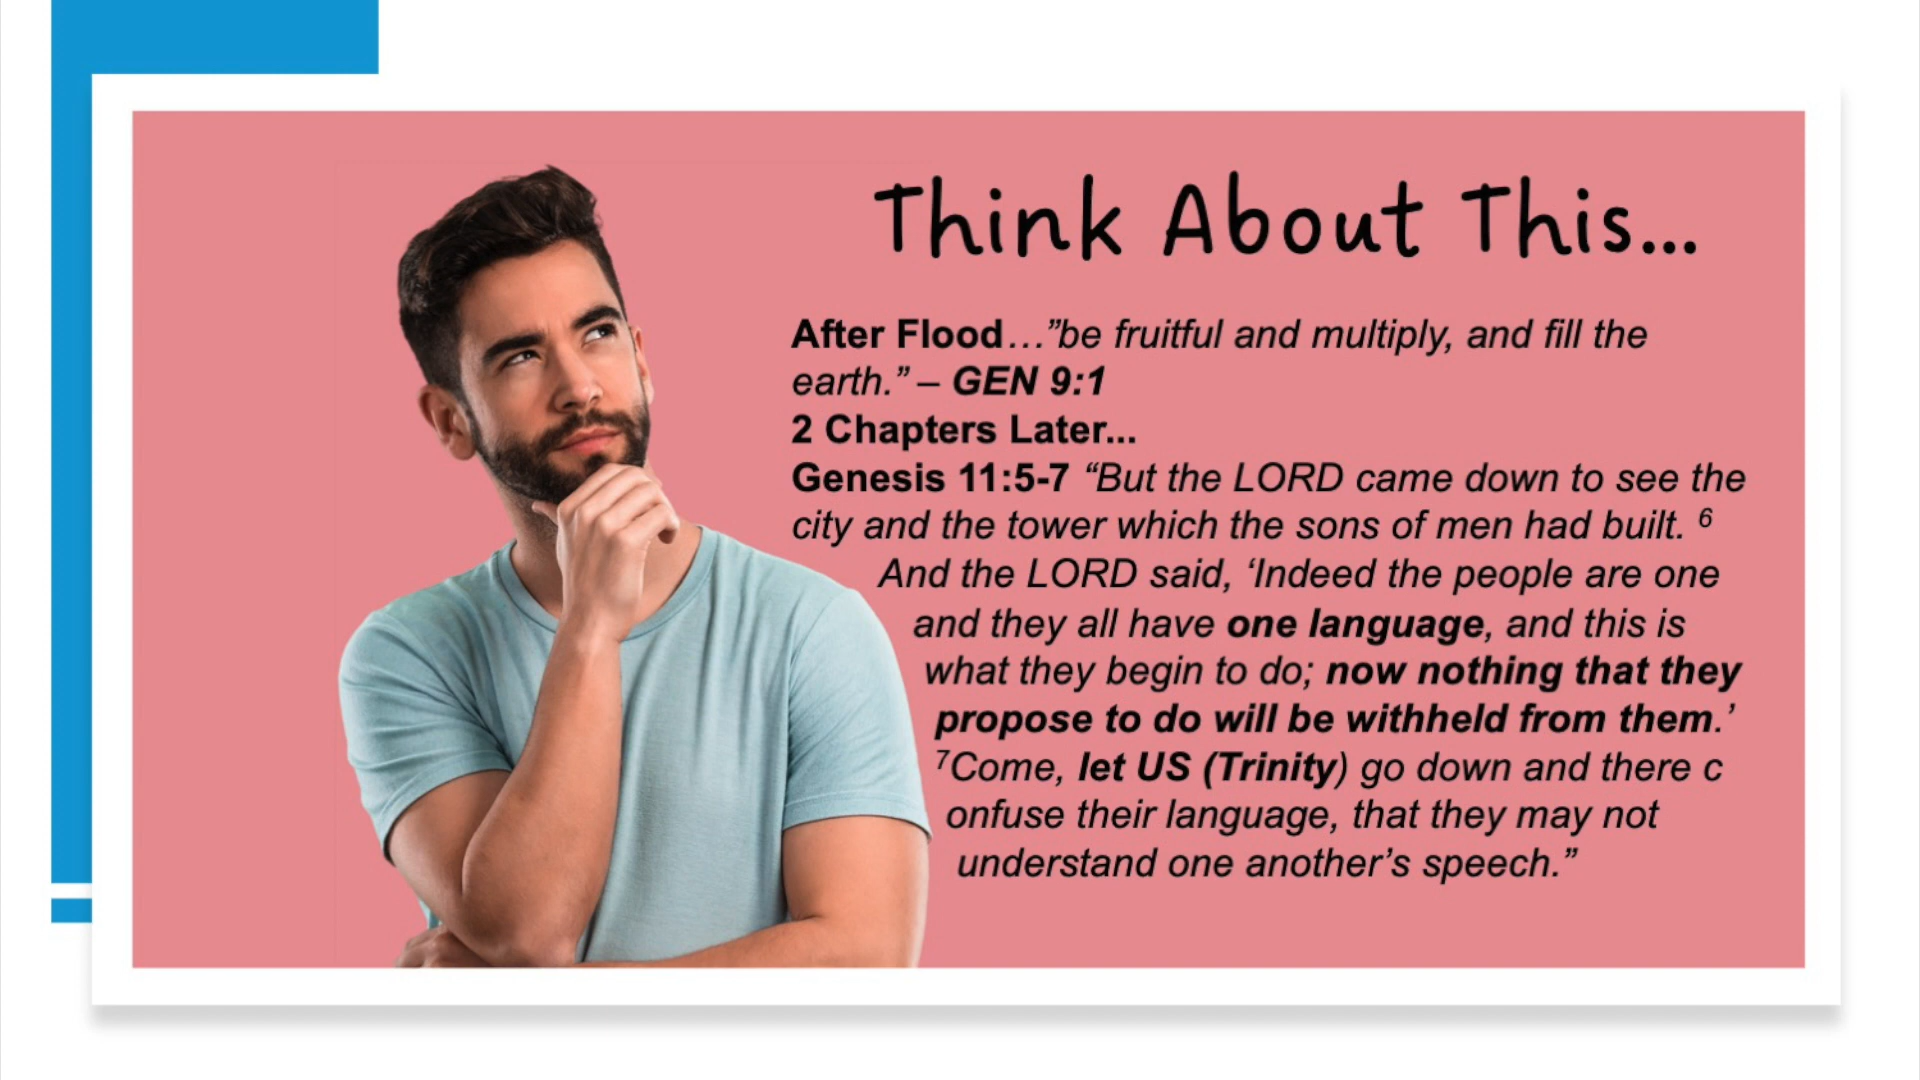 Think About This...
After Flood…”be fruitful and multiply, and fill the
earth.” – GEN 9:1
2 Chapters Later...
Genesis 11:5-7 “But the LORD came down to see the
city and the tower which the sons of men had built. 6
And the LORD said, ‘Indeed the people are one
and they all have one language, and this is
what they begin to do; now nothing that they
propose to do will be withheld from them.’
7Come, let US (Trinity) go down and there c
onfuse their language, that they may not
understand one another’s speech.”